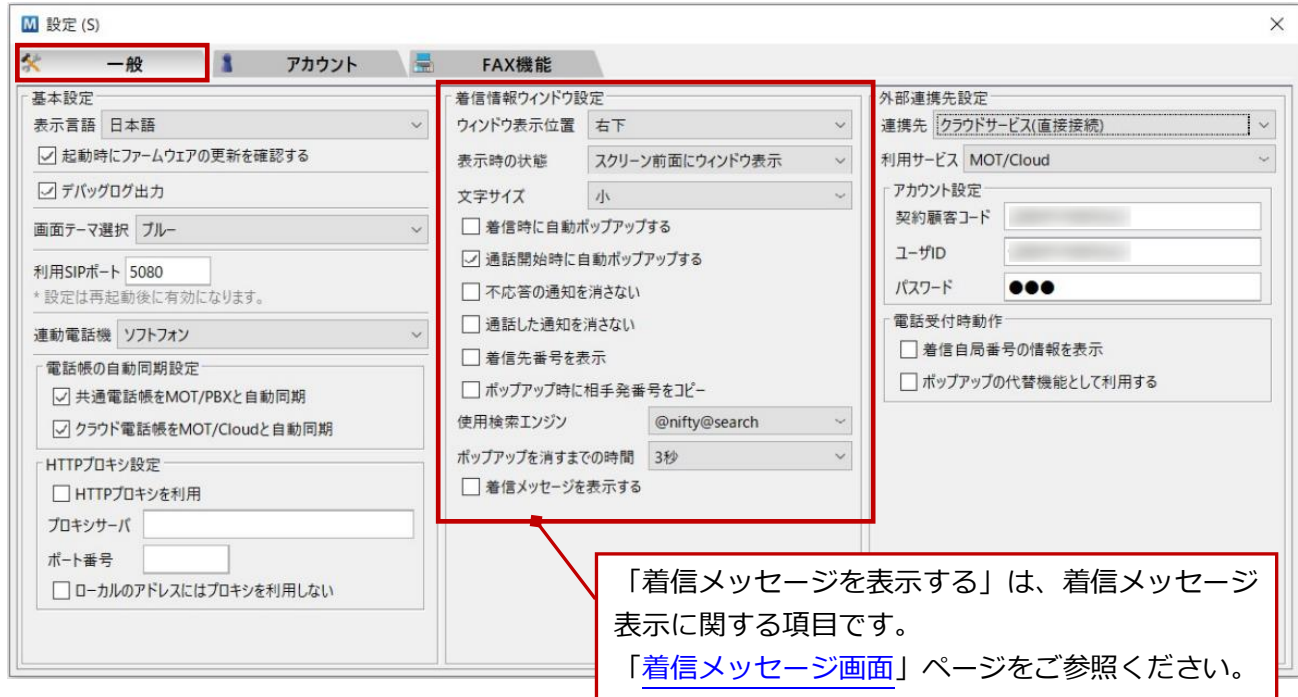 設定 (S)
一般
アカウント
FAX機能
基本設定
表示言語 日本語
起動時にファームウェアの更新を確認する
デバッグログ出力
画面テーマ選択 ブルー
利用SIPポート 5080
* 設定は再起動後に有効になります。
連動電話機 ソフトフォン
電話帳の自動同期設定
共通電話帳をMOT/PBXと自動同期
クラウド電話帳をMOT/Cloudと自動同期
HTTPプロキシ設定
HTTPプロキシを利用
プロキシサーバ
ポート番号
ローカルのアドレスにはプロキシを利用しない
着信情報ウィンドウ設定
ウィンドウ表示位置 右下
表示時の状態 スクリーン前面にウィンドウ表示
文字サイズ 小
着信時に自動ポップアップする
通話開始時に自動ポップアップする
不応答の通知を消さない
通話した通知を消さない
着信先番号を表示
ポップアップ時に相手発番号をコピー
使用検索エンジン @nifty@search
ポップアップを消すまでの時間 3秒
着信メッセージを表示する
外部連携先設定
連携先 クラウドサービス(直接接続)
利用サービス MOT/Cloud
アカウント設定
契約顧客コード
ユーザID
パスワード ●●●
電話受付時動作
着信自局番号の情報を表示
ポップアップの代替機能として利用する
「着信メッセージを表示する」は、着信メッセージ
表示に関する項目です。
「着信メッセージ画面」ページをご参照ください。